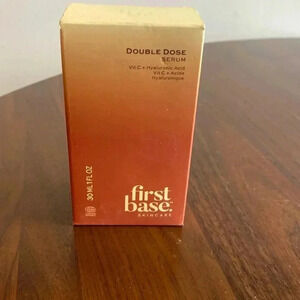 DOUBLE DOSE
SERUM
Vit C + Hyaluronic Acid
Vit C + Acide
Hyaluronique
30 ML 1 FL OZ
first
base.
SKINCARE